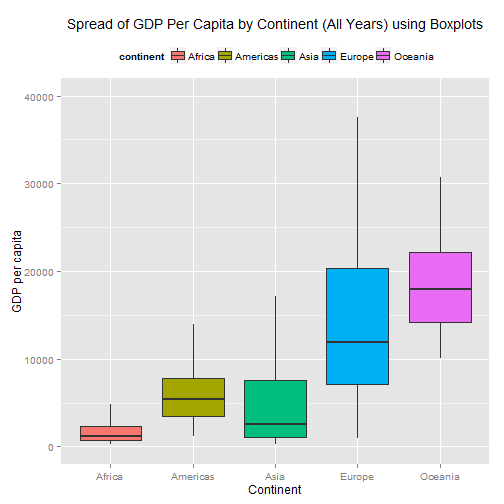 Spread of GDP Per Capita by Continent (All Years) using Boxplots
continent Africa Americas Asia Europe Oceania
40000
30000
20000
10000
0
GDP per capita
Africa Americas Asia Europe Oceania
Continent